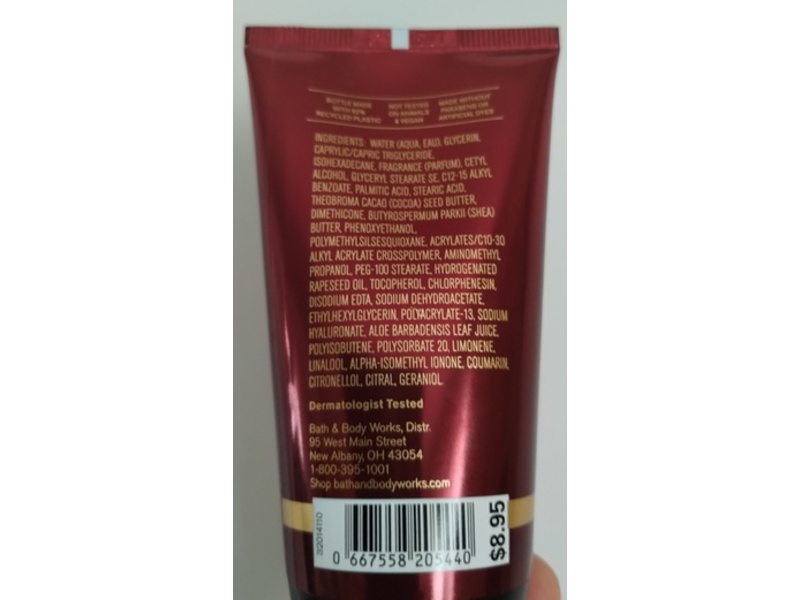 BOTTLE MADE
WITH 50%
RECYCLED PLASTIC
NOT TESTED
ON ANIMALS
& VEGAN
MADE WITHOUT
PARABENS OR
ARTIFICIAL DYES
INGREDIENTS: WATER (AQUA, EAU), GLYCERIN,
CAPRYLIC/CAPRIC TRIGLYCERIDE,
ISOHEXADECANE, FRAGRANCE (PARFUM), CETYL
ALCOHOL, GLYCERYL STEARATE SE, C12-15 ALKYL
BENZOATE, PALMITIC ACID, STEARIC ACID,
THEOBROMA CACAO (COCOA) SEED BUTTER,
DIMETHICONE, BUTYROSPERMUM PARKII (SHEA)
BUTTER, PHENOXYETHANOL,
POLYMETHYLSILSESQUIOXANE, ACRYLATES/C10-30
ALKYL ACRYLATE CROSSPOLYMER, AMINOMETHYL
PROPANOL, PEG-100 STEARATE, HYDROGENATED
RAPESEED OIL, TOCOPHEROL, CHLORPHENESIN,
DISODIUM EDTA, SODIUM DEHYDROACETATE,
ETHYLHEXYLGLYCERIN, POLYACRYLATE-13, SODIUM
HYALURONATE, ALOE BARBADENSIS LEAF JUICE,
POLYISOBUTENE, POLYSORBATE 20, LIMONENE,
LINALOOL, ALPHA-ISOMETHYL IONONE, COUMARIN,
CITRONELLOL, CITRAL, GERANIOL.
Dermatologist Tested
Bath & Body Works, Distr.
95 West Main Street
New Albany, OH 43054
1-800-395-1001
Shop bathandbodyworks.com
0 667558 205440
$8.95